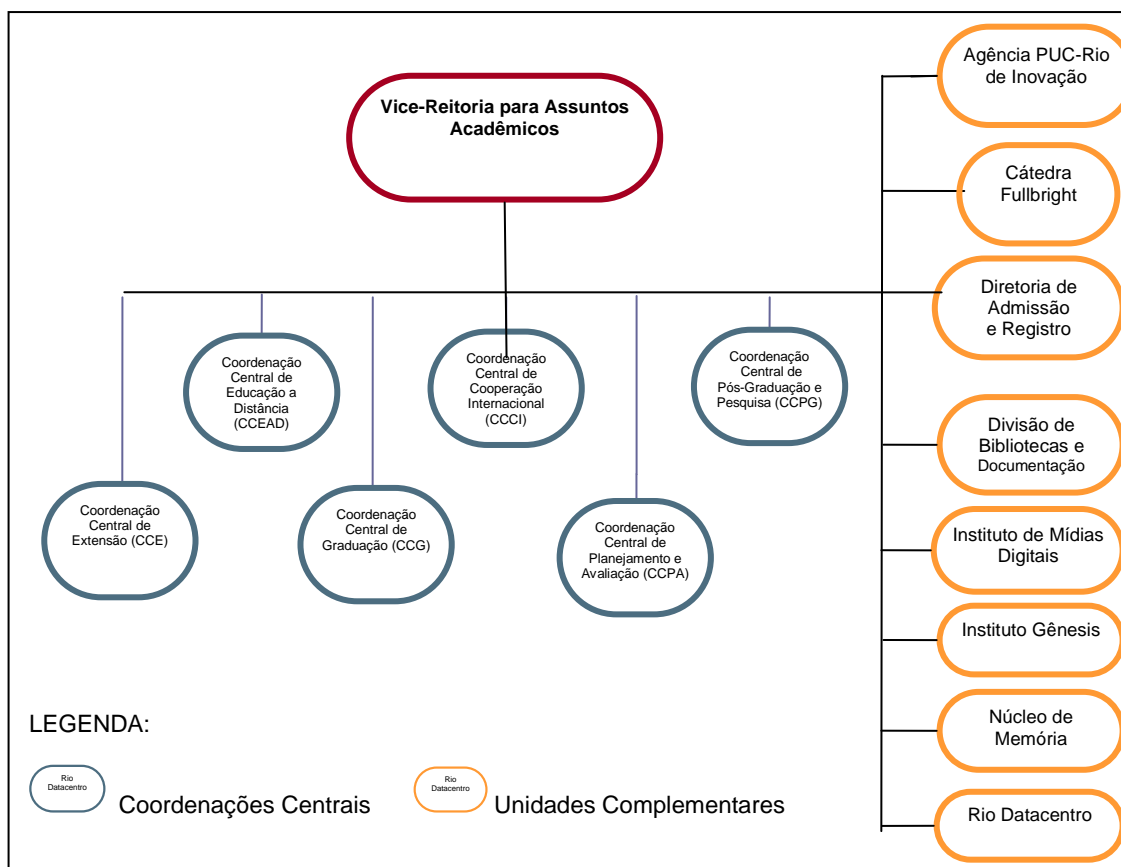 Vice-Reitoria para Assuntos
Acadêmicos
Agência PUC-Rio
de Inovação
Cátedra
Fullbright
Diretoria de
Admissão
e Registro
Divisão de
Bibliotecas e
Documentação
Instituto de Mídias
Digitais
Instituto Gênesis
Núcleo de
Memória
Rio Datacentro
Coordenação
Central de
Educação a
Distância
(CCEAD)
Coordenação
Central de
Cooperação
Internacional
(CCCI)
Coordenação
Central de
Pós-Graduação e
Pesquisa (CCPG)
Coordenação
Central de
Extensão (CCE)
Coordenação
Central de
Graduação (CCG)
Coordenação
Central de
Planejamento e
Avaliação (CCPA)
LEGENDA:
Rio
Datacentro
Coordenações Centrais
Rio
Datacentro
Unidades Complementares